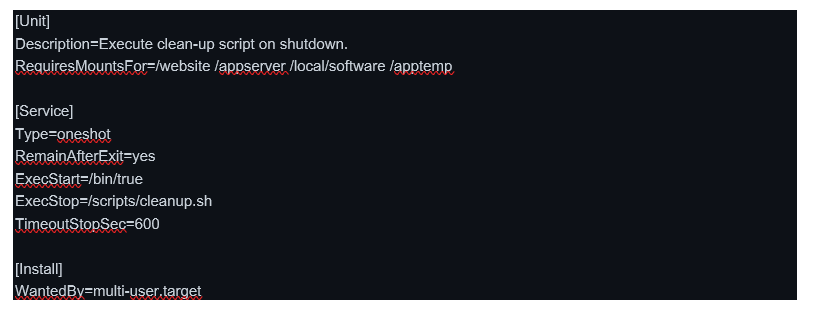 [Unit]
Description=Execute clean-up script on shutdown.
RequiresMountsFor=/website /appserver /local/software /apptemp
[Service]
Type=oneshot
RemainAfterExit=yes
ExecStart=/bin/true
ExecStop=/scripts/cleanup.sh
TimeoutStopSec=600
[Install]
WantedBy=multi-user.target